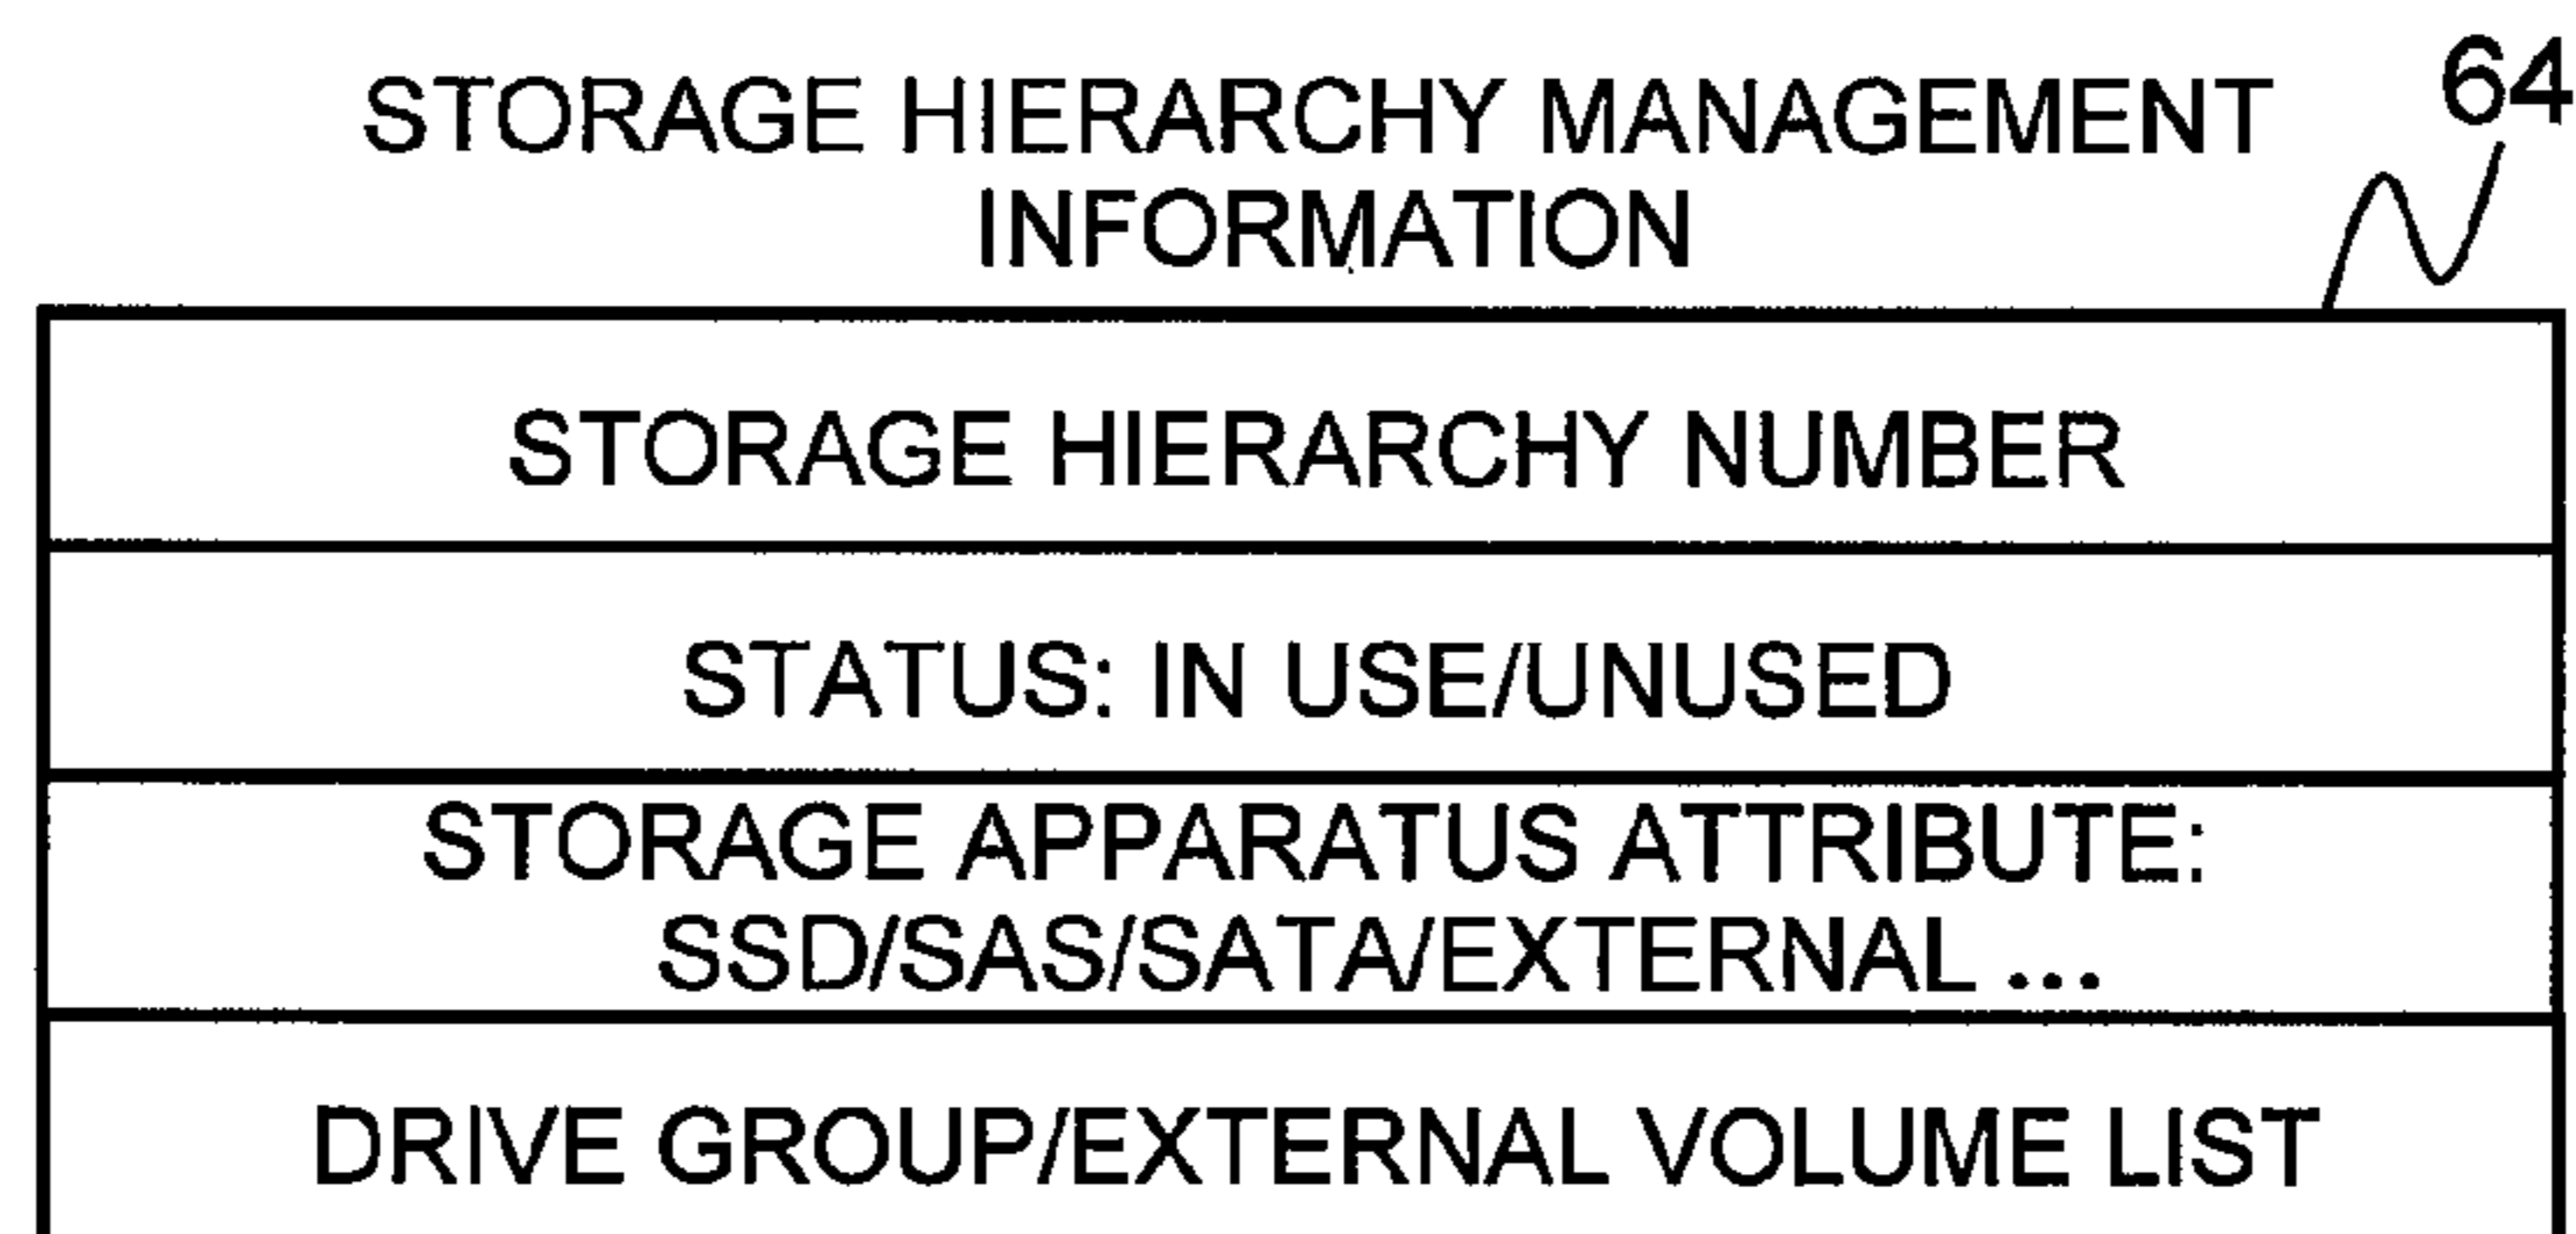 STORAGE HIERARCHY MANAGEMENT 64
INFORMATION
STORAGE HIERARCHY NUMBER
STATUS: IN USE/UNUSED
STORAGE APPARATUS ATTRIBUTE:
SSD/SAS/SATA/EXTERNAL ...
DRIVE GROUP/EXTERNAL VOLUME LIST